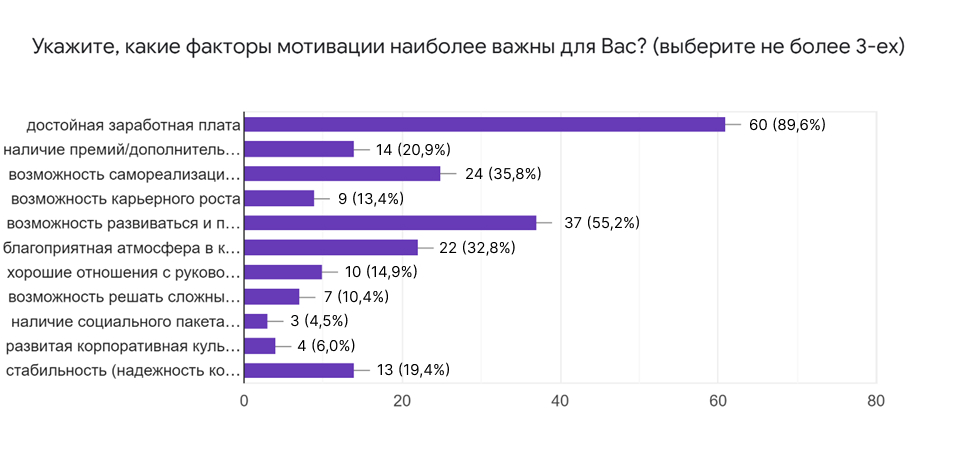 Укажите, какие факторы мотивации наиболее важны для Вас? (выберите не более 3-ех)
достойная заработная плата 60 (89,6%)
наличие премий/дополнитель… 14 (20,9%)
возможность самореализаци… 24 (35,8%)
возможность карьерного роста 9 (13,4%)
возможность развиваться и п… 37 (55,2%)
благоприятная атмосфера в к… 22 (32,8%)
хорошие отношения с руково… 10 (14,9%)
возможность решать сложны… 7 (10,4%)
наличие социального пакета… 3 (4,5%)
развитая корпоративная куль… 4 (6,0%)
стабильность (надежность ко… 13 (19,4%)
0 20 40 60 80